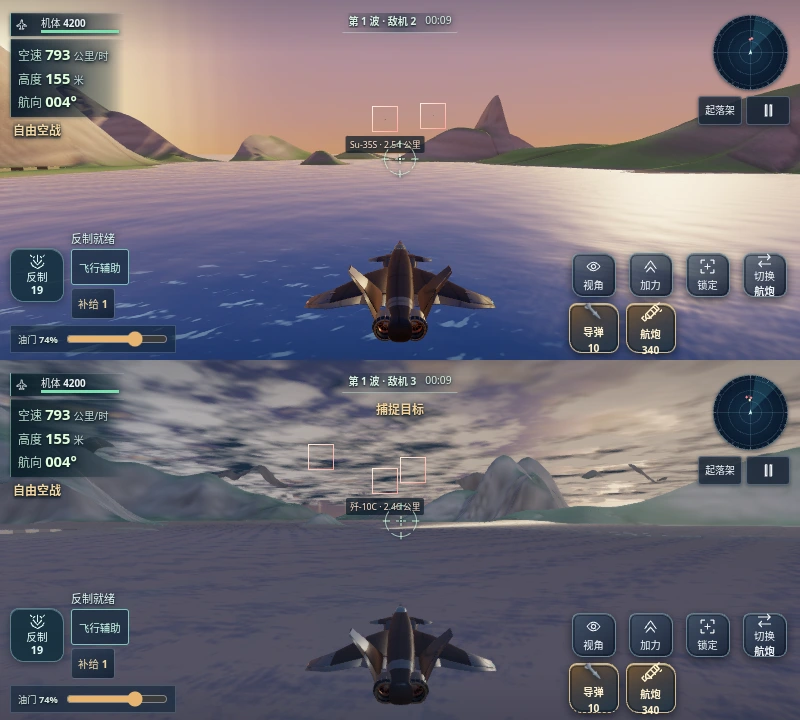 机体 4200
第 1 波 · 敌机 2 00:09
空速 793 公里/时
高度 155 米
航向 004°
自由空战
起落架
Su-35S · 2.54 公里
反制就绪
反制
19
飞行辅助
补给 1
油门 74%
视角
加力
锁定
切换
航炮
导弹
10
航炮
340
机体 4200
第 1 波 · 敌机 3 00:09
捕捉目标
空速 793 公里/时
高度 155 米
航向 004°
自由空战
起落架
歼-10C · 2.46 公里
反制就绪
反制
19
飞行辅助
补给 1
油门 74%
视角
加力
锁定
切换
航炮
导弹
10
航炮
340